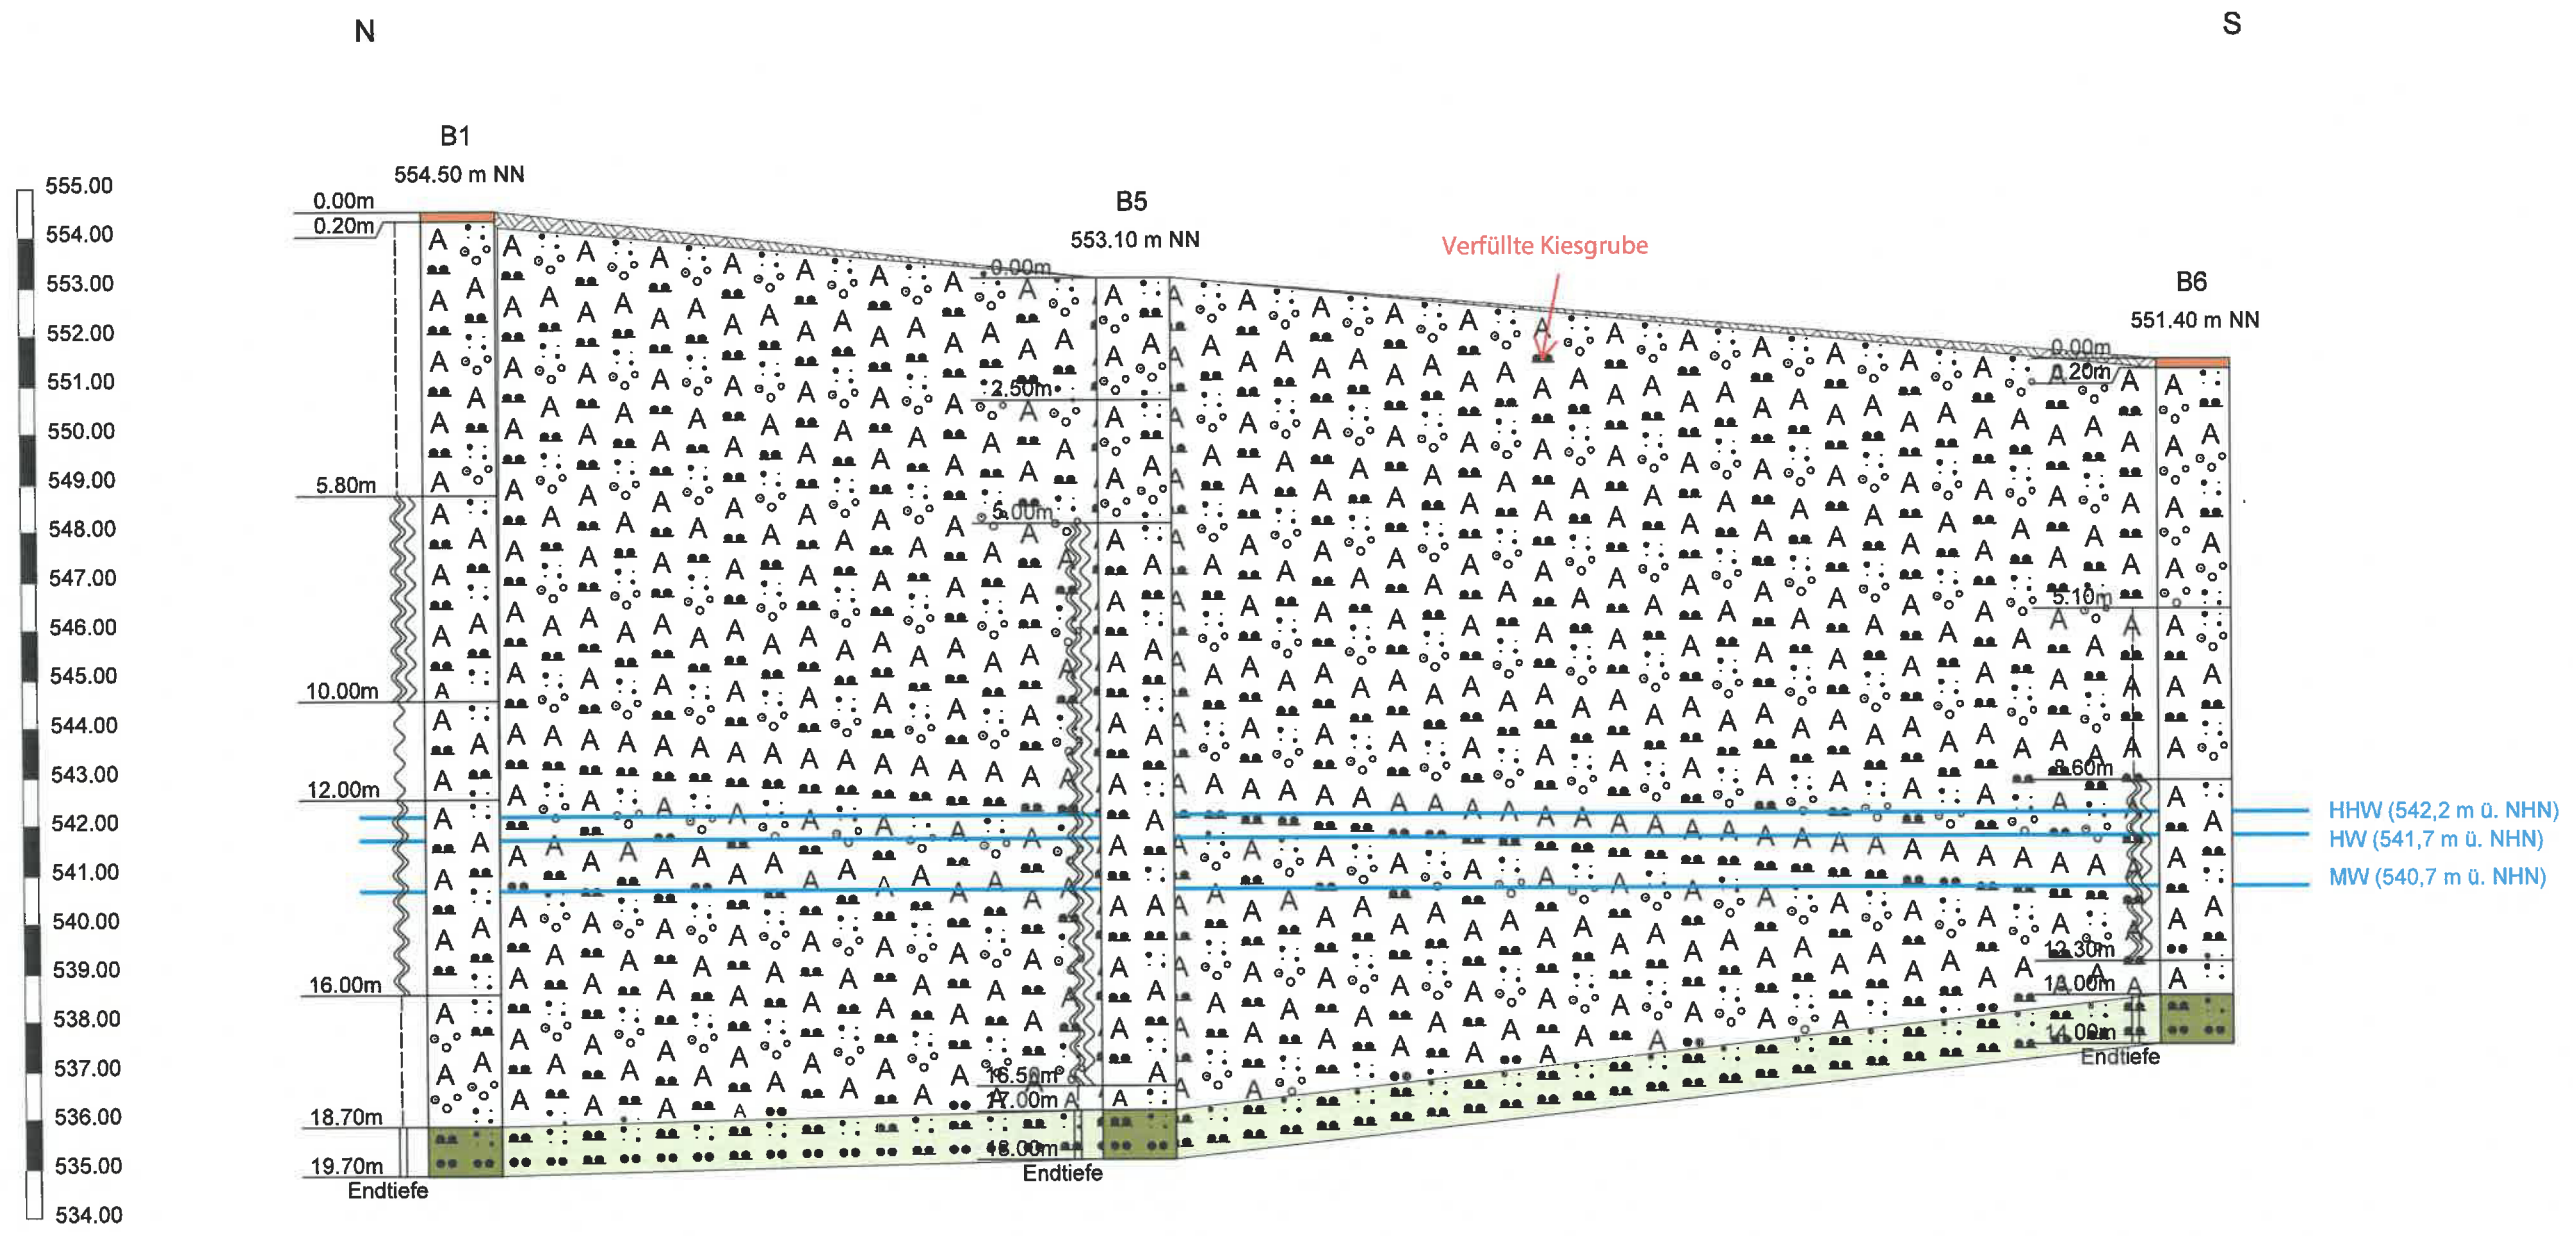 N
S
B1
554.50 m NN
B5
553.10 m NN
B6
551.40 m NN
Verfüllte Kiesgrube
555.00
554.00
553.00
552.00
551.00
550.00
549.00
548.00
547.00
546.00
545.00
544.00
543.00
542.00
541.00
540.00
539.00
538.00
537.00
536.00
535.00
534.00
0.00m
0.20m
5.80m
10.00m
12.00m
16.00m
18.70m
19.70m
Endtiefe
0.00m
2.50m
5.00m
16.50m
17.00m
18.00m
Endtiefe
0.00m
0.20m
5.10m
8.60m
12.30m
13.00m
14.00m
Endtiefe
HHW (542,2 m ü. NHN)
HW (541,7 m ü. NHN)
MW (540,7 m ü. NHN)